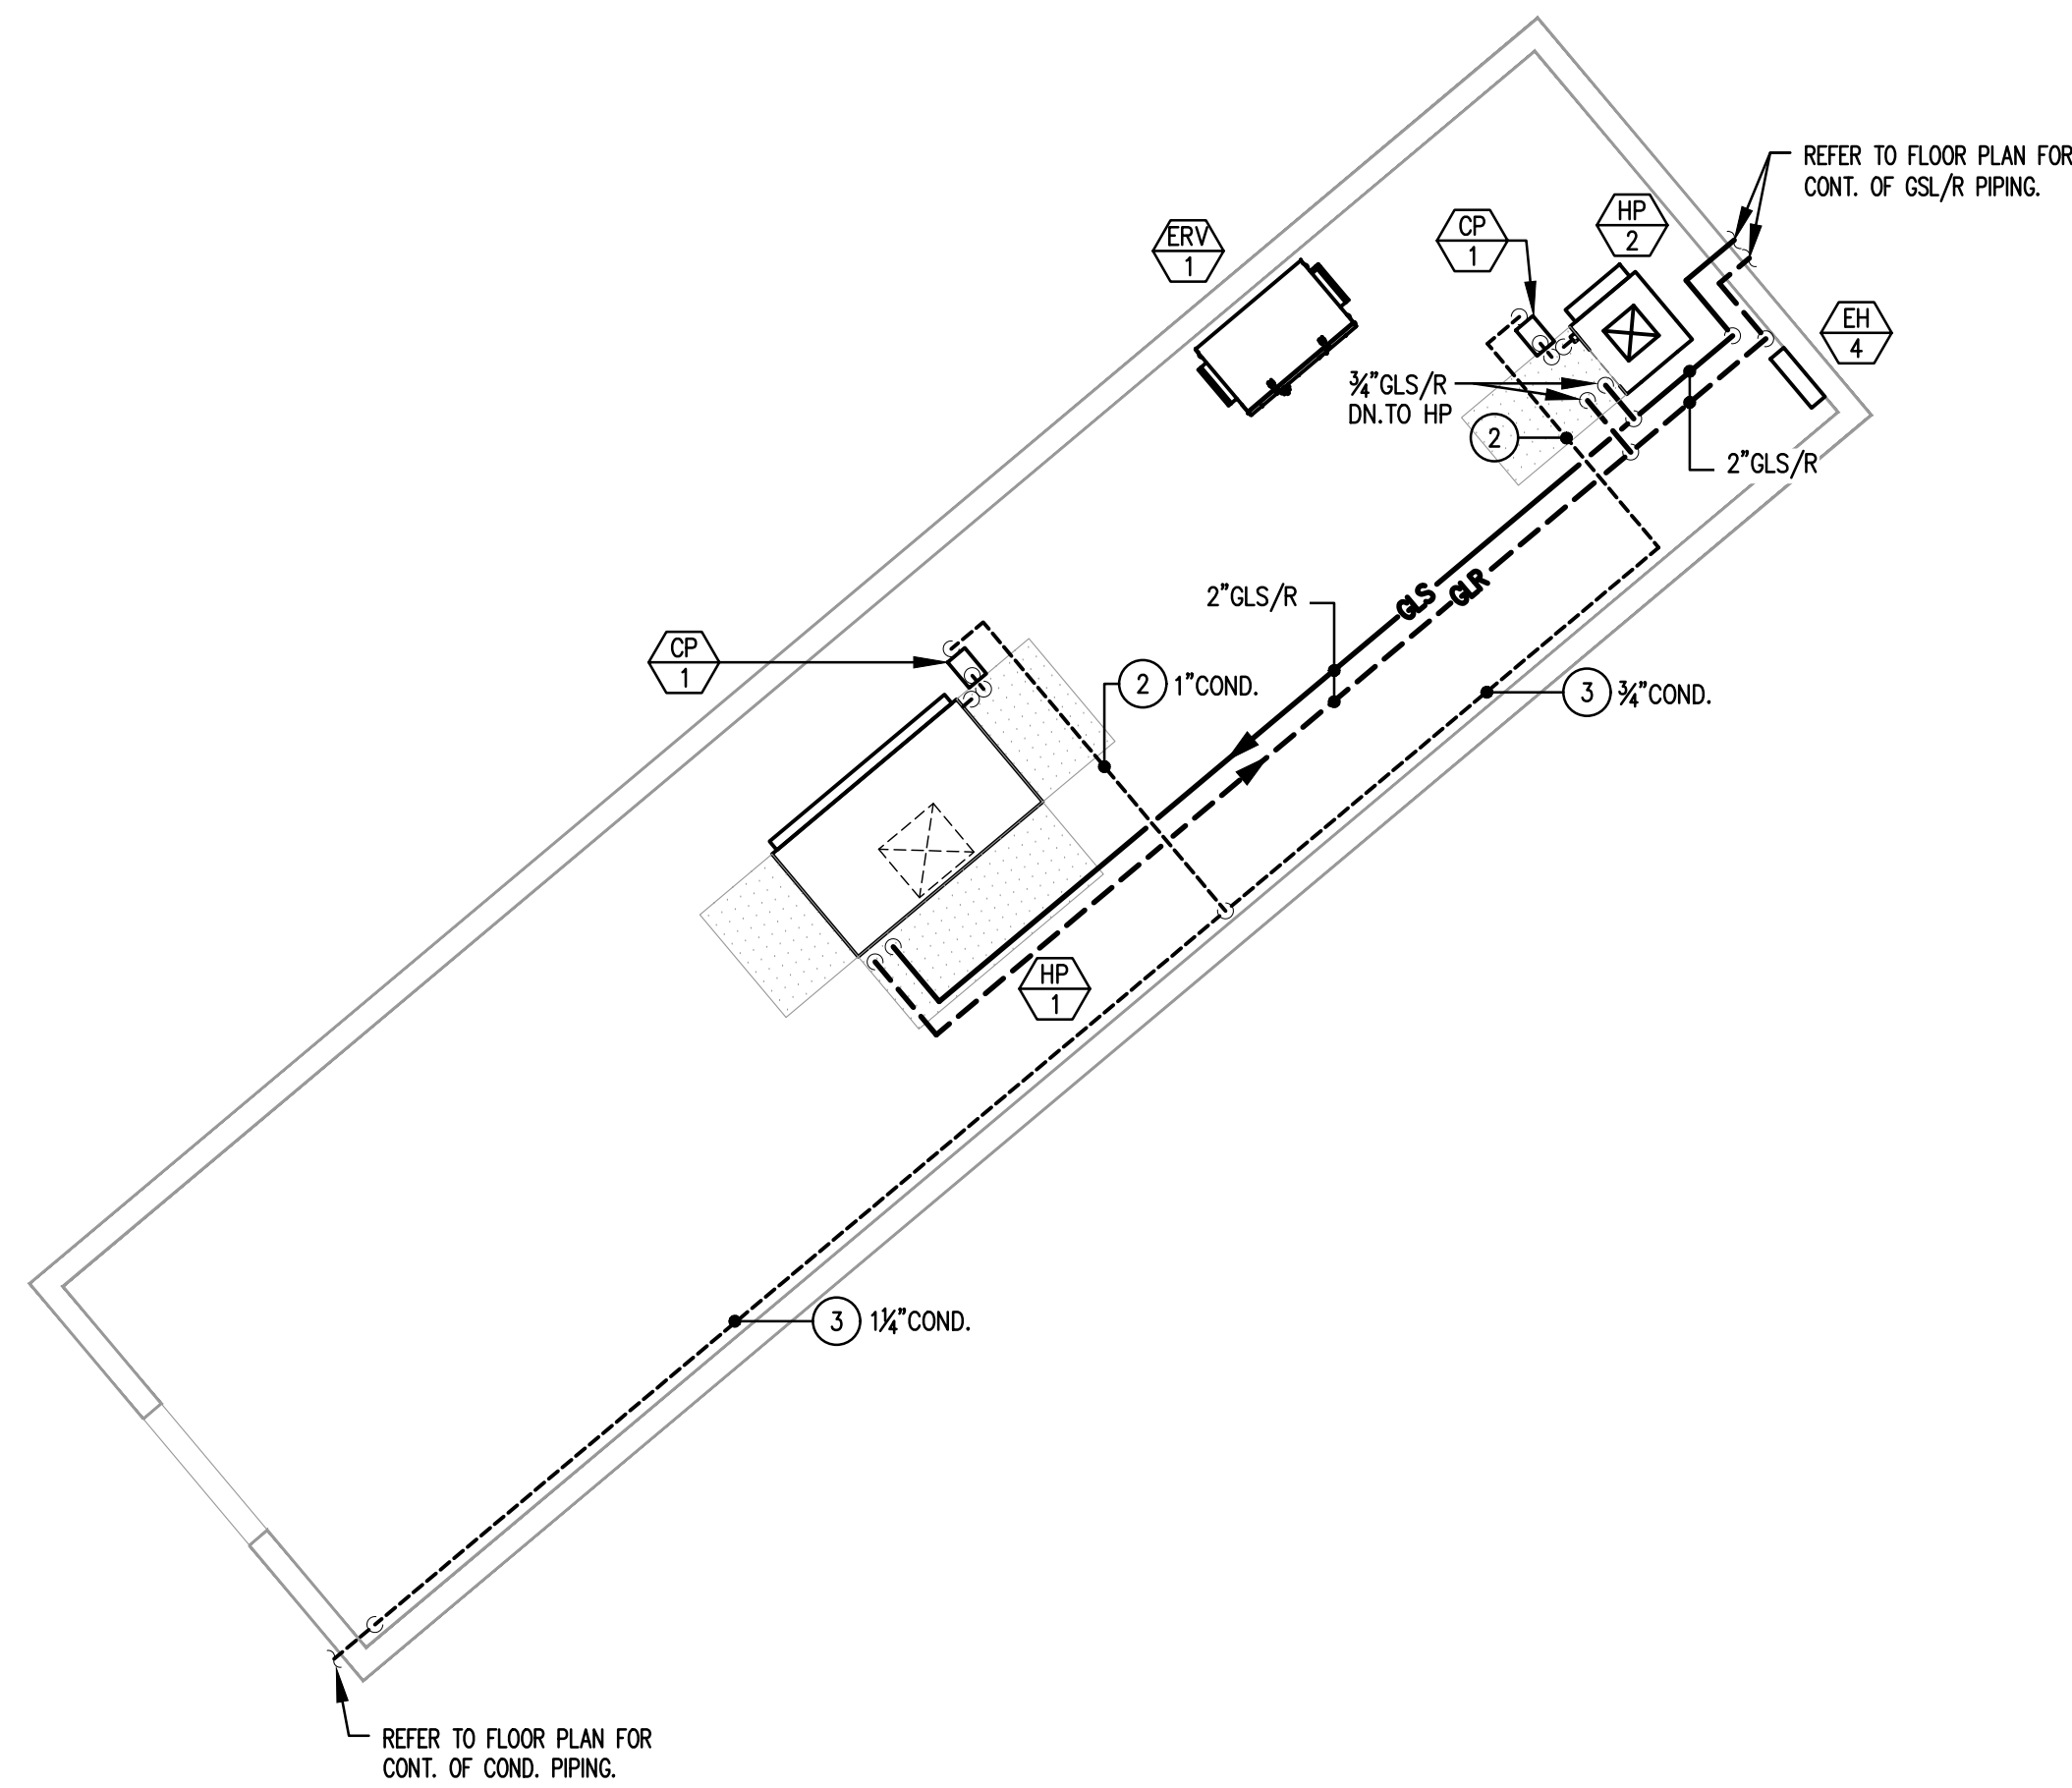 REFER TO FLOOR PLAN FOR
CONT. OF GSL/R PIPING.
HP
2
CP
1
ERV
1
EH
4
3/4"GLS/R
DN.TO HP
2
2"GLS/R
GLS
GLR
2"GLS/R
CP
1
2
1"COND.
3
3/4"COND.
HP
1
3
1 1/4"COND.
REFER TO FLOOR PLAN FOR
CONT. OF COND. PIPING.